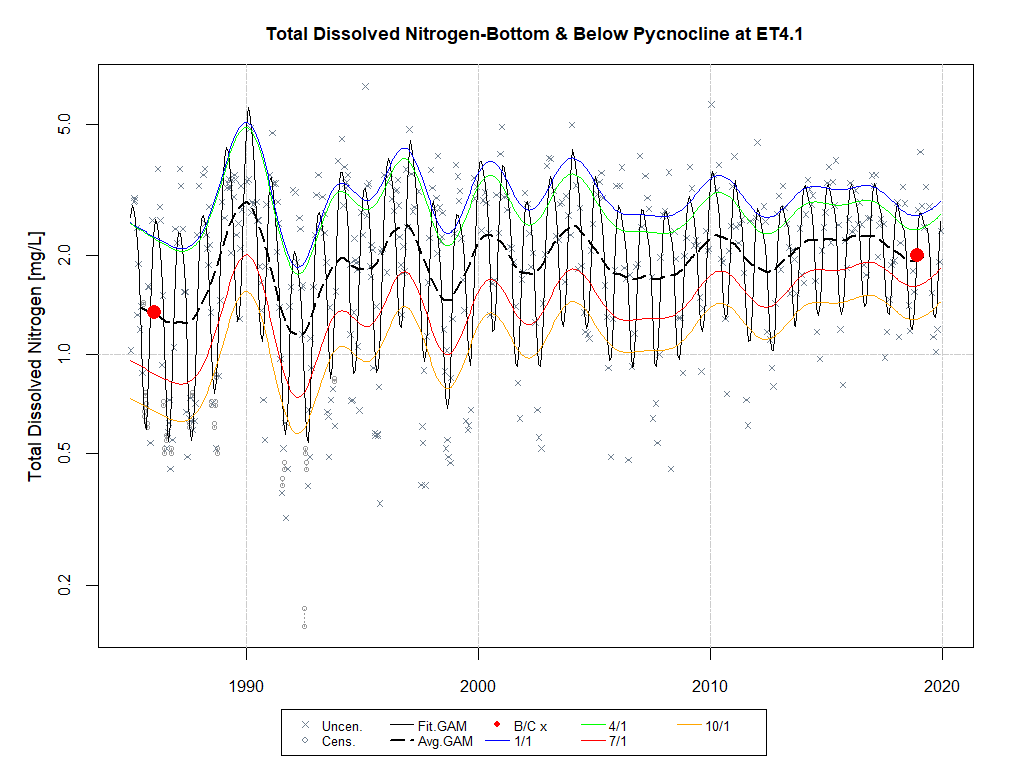 Total Dissolved Nitrogen-Bottom & Below Pycnocline at ET4.1
Total Dissolved Nitrogen [mg/L]
5.0
2.0
1.0
0.5
0.2
1990 2000 2010 2020
Uncen. Fit.GAM B/C x 4/1 10/1
Cens. Avg.GAM 1/1 7/1